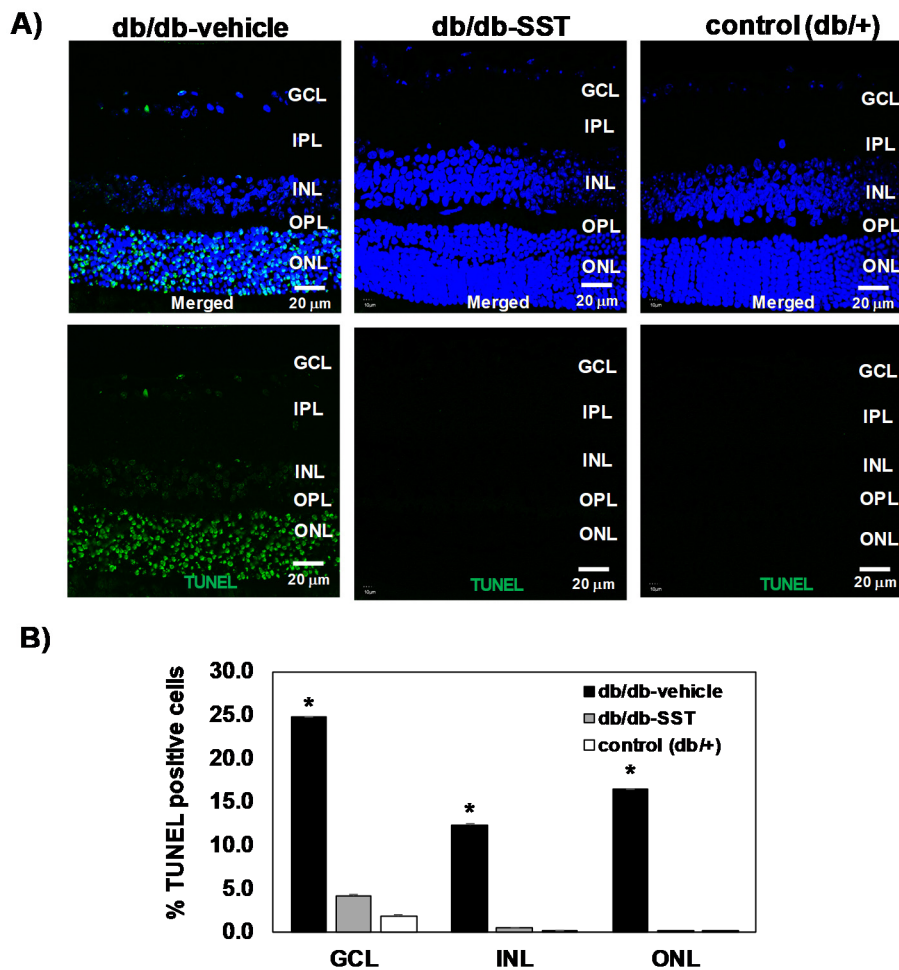 A)
db/db-vehicle
db/db-SST
control (db/+)
GCL
IPL
INL
OPL
ONL
20 µm
Merged
GCL
IPL
INL
OPL
ONL
20 µm
Merged
10µm
GCL
IPL
INL
OPL
ONL
20 µm
Merged
10µm
GCL
IPL
INL
OPL
ONL
20 µm
TUNEL
GCL
IPL
INL
OPL
ONL
20 µm
TUNEL
10µm
GCL
IPL
INL
OPL
ONL
20 µm
TUNEL
10µm
B)
% TUNEL positive cells
30.0
25.0
20.0
15.0
10.0
5.0
0.0
*
*
*
db/db-vehicle
db/db-SST
control (db/+)
GCL
INL
ONL